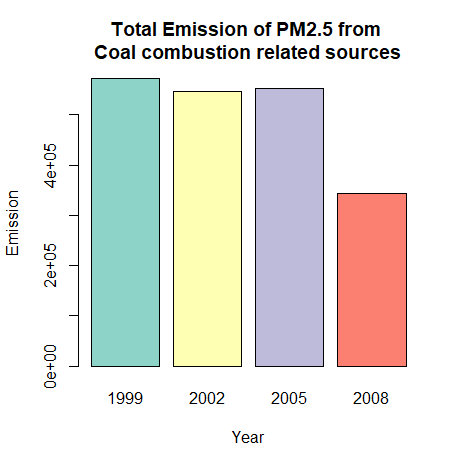 Total Emission of PM2.5 from
Coal combustion related sources
Emission
4e+05
2e+05
0e+00
1999 2002 2005 2008
Year